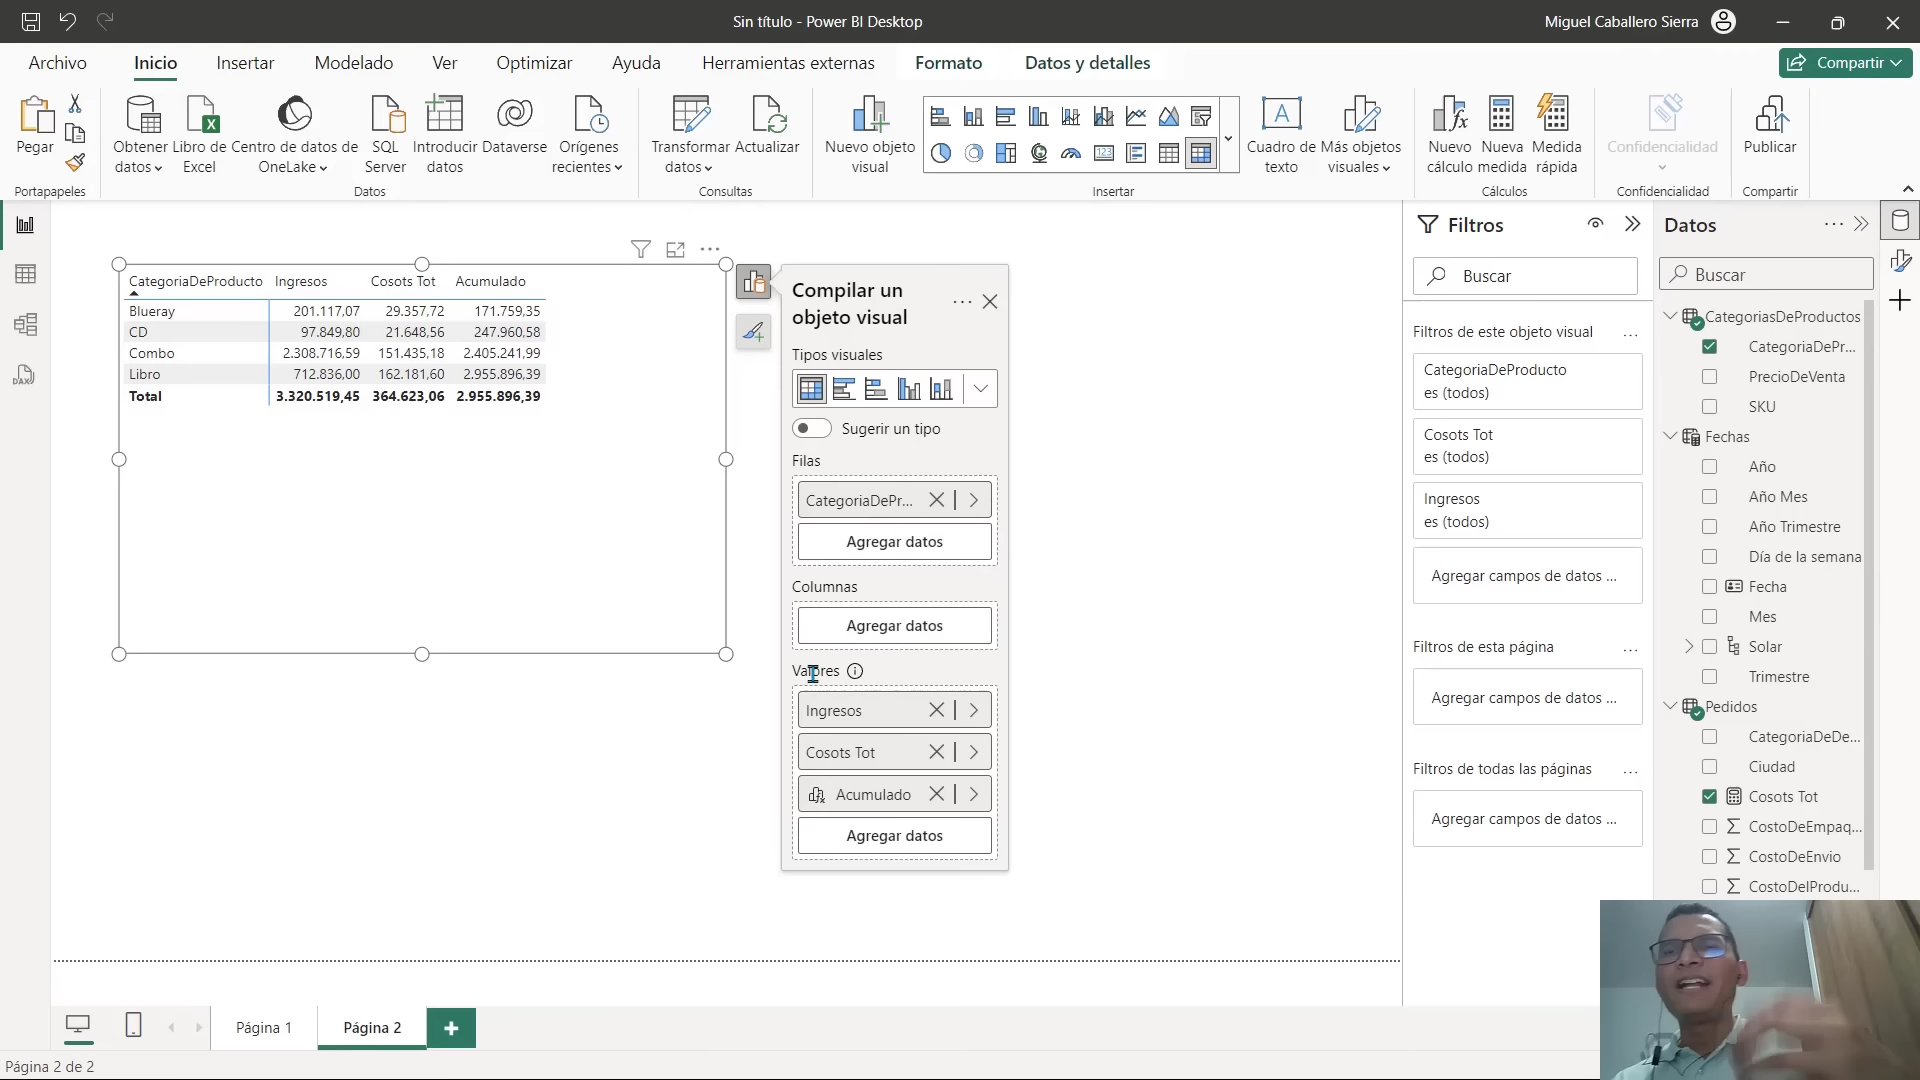 Sin título - Power BI Desktop
Miguel Caballero Sierra
Archivo
Inicio
Insertar
Modelado
Ver
Optimizar
Ayuda
Herramientas externas
Formato
Datos y detalles
Compartir
Pegar
Obtener datos
Libro de Excel
Centro de datos de OneLake
SQL Server
Introducir datos
Dataverse
Orígenes recientes
Transformar datos
Actualizar
Nuevo objeto visual
Cuadro de texto
Más objetos visuales
Nuevo cálculo
Nueva medida
Medida rápida
Confidencialidad
Publicar
Portapapeles
Datos
Consultas
Insertar
Cálculos
Confidencialidad
Compartir
CategoriaDeProducto Ingresos Cosots Tot Acumulado
Blueray 201.117,07 29.357,72 171.759,35
CD 97.849,80 21.648,56 247.960,58
Combo 2.308.716,59 151.435,18 2.405.241,99
Libro 712.836,00 162.181,60 2.955.896,39
Total 3.320.519,45 364.623,06 2.955.896,39
Compilar un
objeto visual
Tipos visuales
Sugerir un tipo
Filas
CategoriaDePr...
Agregar datos
Columnas
Agregar datos
Valores
Ingresos
Cosots Tot
Acumulado
Agregar datos
Filtros
Buscar
Filtros de este objeto visual
CategoriaDeProducto
es (todos)
Cosots Tot
es (todos)
Ingresos
es (todos)
Agregar campos de datos ...
Filtros de esta página
Agregar campos de datos ...
Filtros de todas las páginas
Agregar campos de datos ...
Datos
Buscar
CategoriasDeProductos
CategoriaDePr...
PrecioDeVenta
SKU
Fechas
Año
Año Mes
Año Trimestre
Día de la semana
Fecha
Mes
Solar
Trimestre
Pedidos
CategoriaDeDe...
Ciudad
Cosots Tot
CostoDeEmpaq...
CostoDeEnvio
CostoDelProdu...
Página 1
Página 2
Página 2 de 2